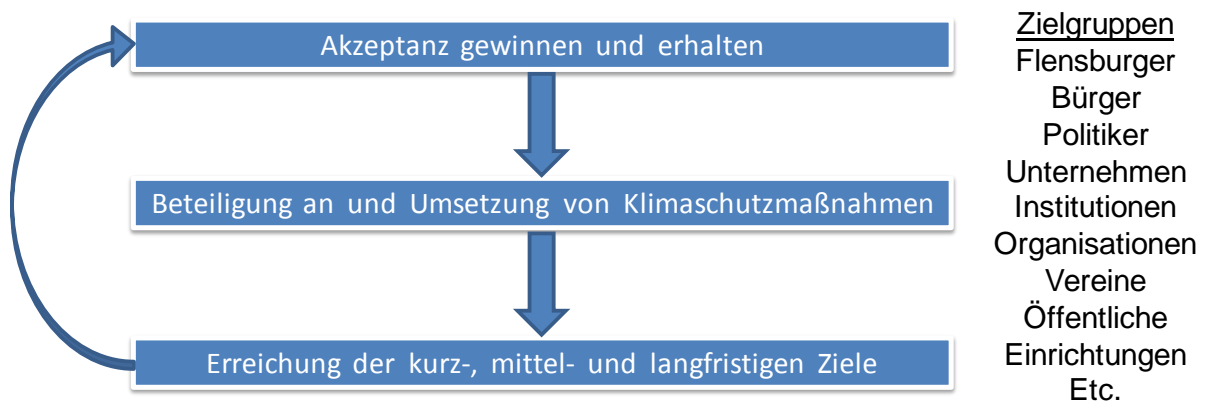 Akzeptanz gewinnen und erhalten
Beteiligung an und Umsetzung von Klimaschutzmaßnahmen
Erreichung der kurz-, mittel- und langfristigen Ziele
Zielgruppen
Flensburger
Bürger
Politiker
Unternehmen
Institutionen
Organisationen
Vereine
Öffentliche
Einrichtungen
Etc.